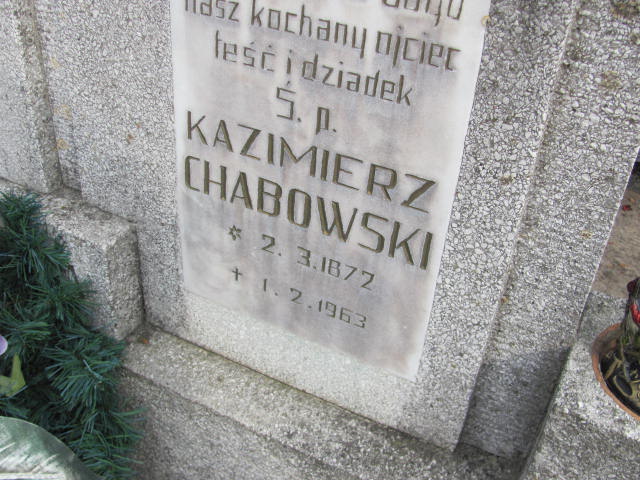 nasz kochany ojciec
teść i dziadek
Ś. p.
KAZIMIERZ
CHABOWSKI
* 2.3.1872
+ 1.2.1963